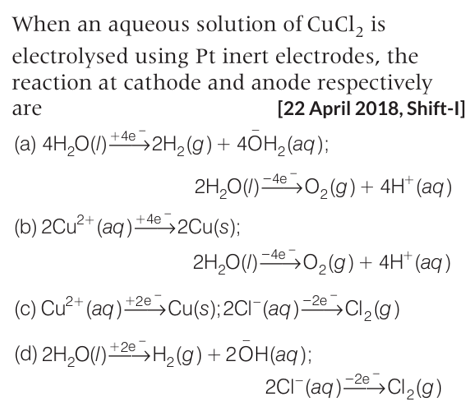 When an aqueous solution of CuCl₂ is
electrolysed using Pt inert electrodes, the
reaction at cathode and anode respectively
are [22 April 2018, Shift-I]
(a) 4H₂O(l) —+4e⁻→ 2H₂(g) + 4ŌH₂(aq);
2H₂O(l) —−4e⁻→ O₂(g) + 4H⁺(aq)
(b) 2Cu²⁺(aq) —+4e⁻→ 2Cu(s);
2H₂O(l) —−4e⁻→ O₂(g) + 4H⁺(aq)
(c) Cu²⁺(aq) —+2e⁻→ Cu(s); 2Cl⁻(aq) —−2e⁻→ Cl₂(g)
(d) 2H₂O(l) —+2e⁻→ H₂(g) + 2ŌH(aq);
2Cl⁻(aq) —−2e⁻→ Cl₂(g)